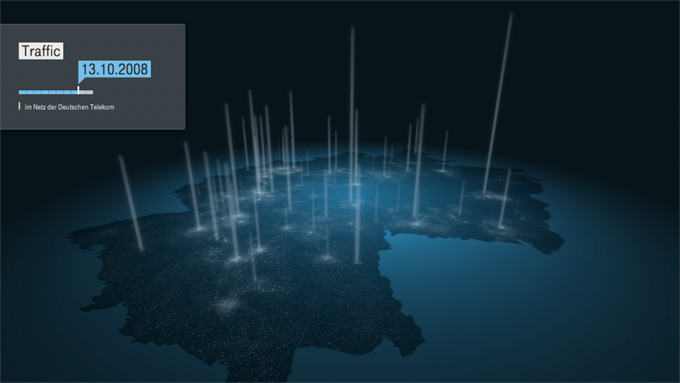 Traffic
13.10.2008
im Netz der Deutschen Telekom